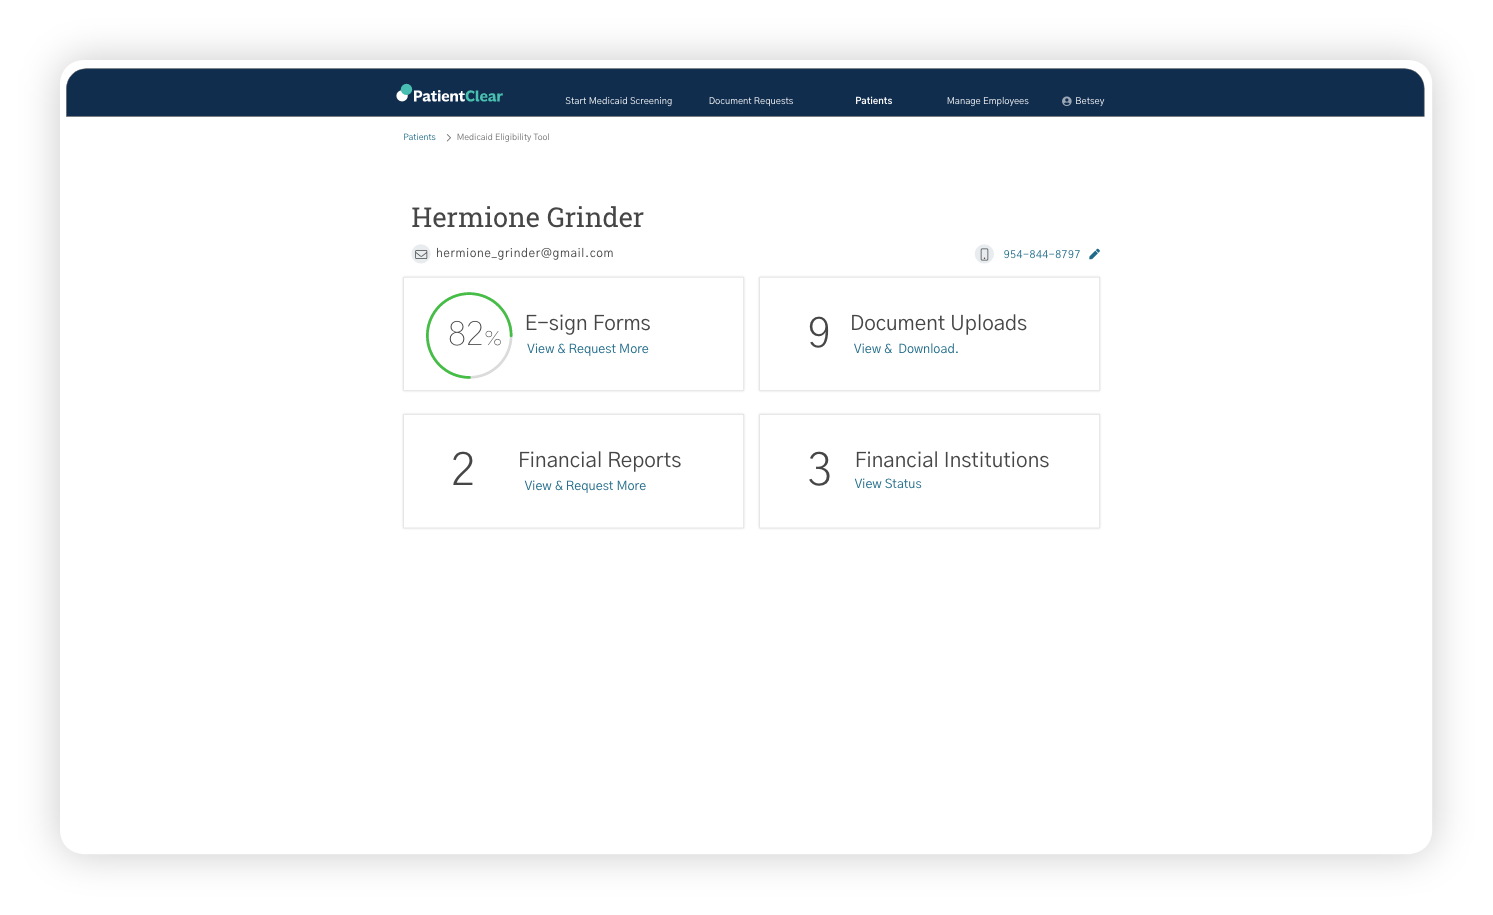 PatientClear Start Medicaid Screening Document Requests Patients Manage Employees Betsey
Patients > Medicaid Eligibility Tool
Hermione Grinder
hermione_grinder@gmail.com 954-844-8797
82% E-sign Forms
View & Request More
9 Document Uploads
View & Download.
2 Financial Reports
View & Request More
3 Financial Institutions
View Status